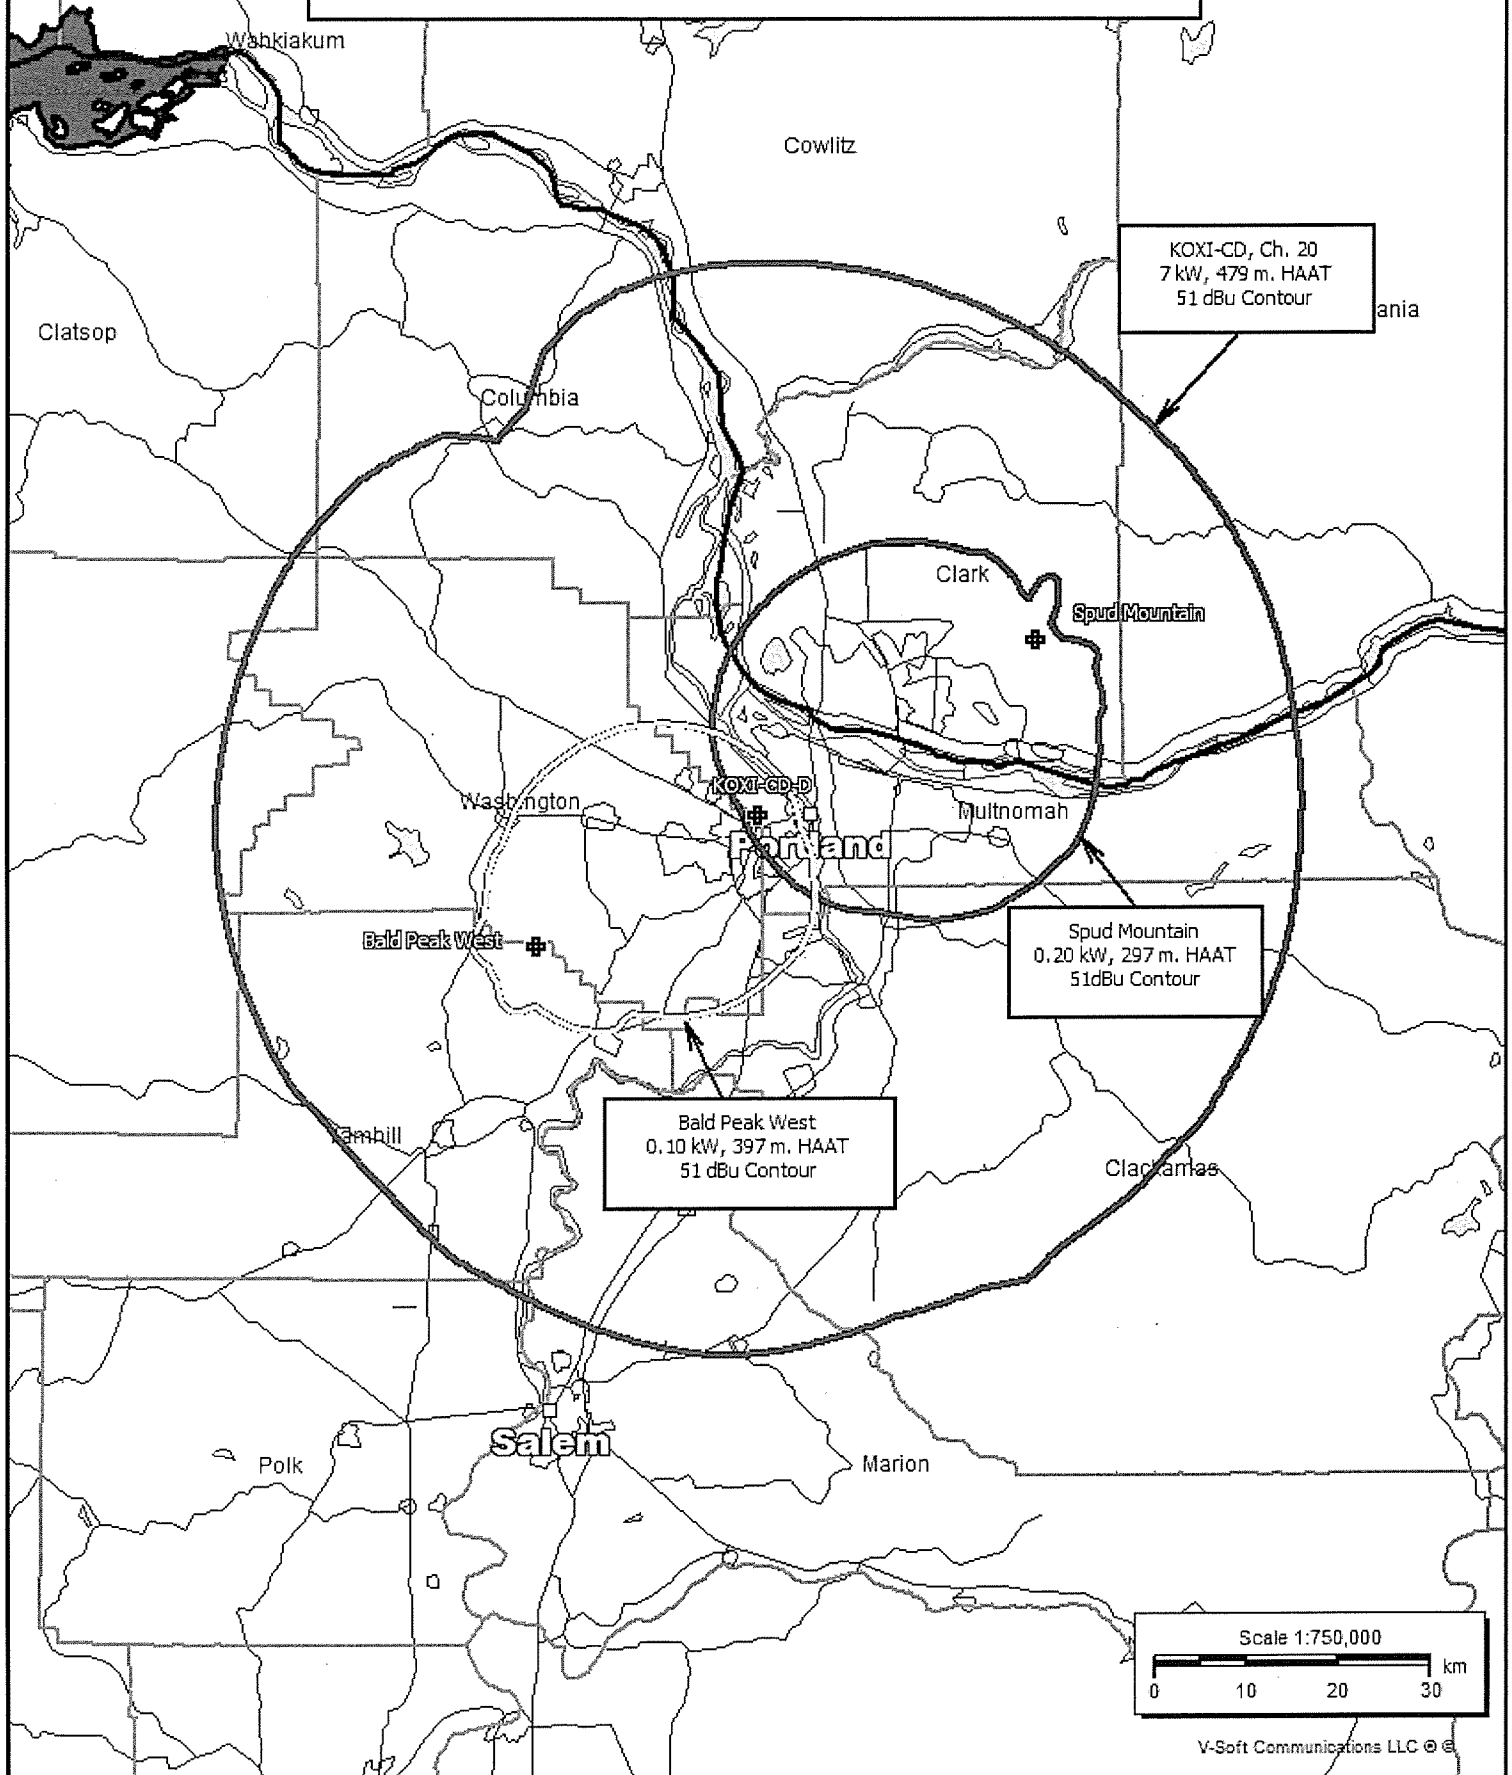 Wahkiakum
Cowlitz
KOXI-CD, Ch. 20
7 kW, 479 m. HAAT
51 dBu Contour
ania
Clatsop
Columbia
Clark
Spud Mountain
Washington
KOXI-CD-D
Multnomah
Portland
Bald Peak West
Spud Mountain
0.20 kW, 297 m. HAAT
51dBu Contour
Bald Peak West
0.10 kW, 397 m. HAAT
51 dBu Contour
Yamhill
Clackamas
Salem
Polk
Marion
Scale 1:750,000
km
0 10 20 30
V-Soft Communications LLC ® ©